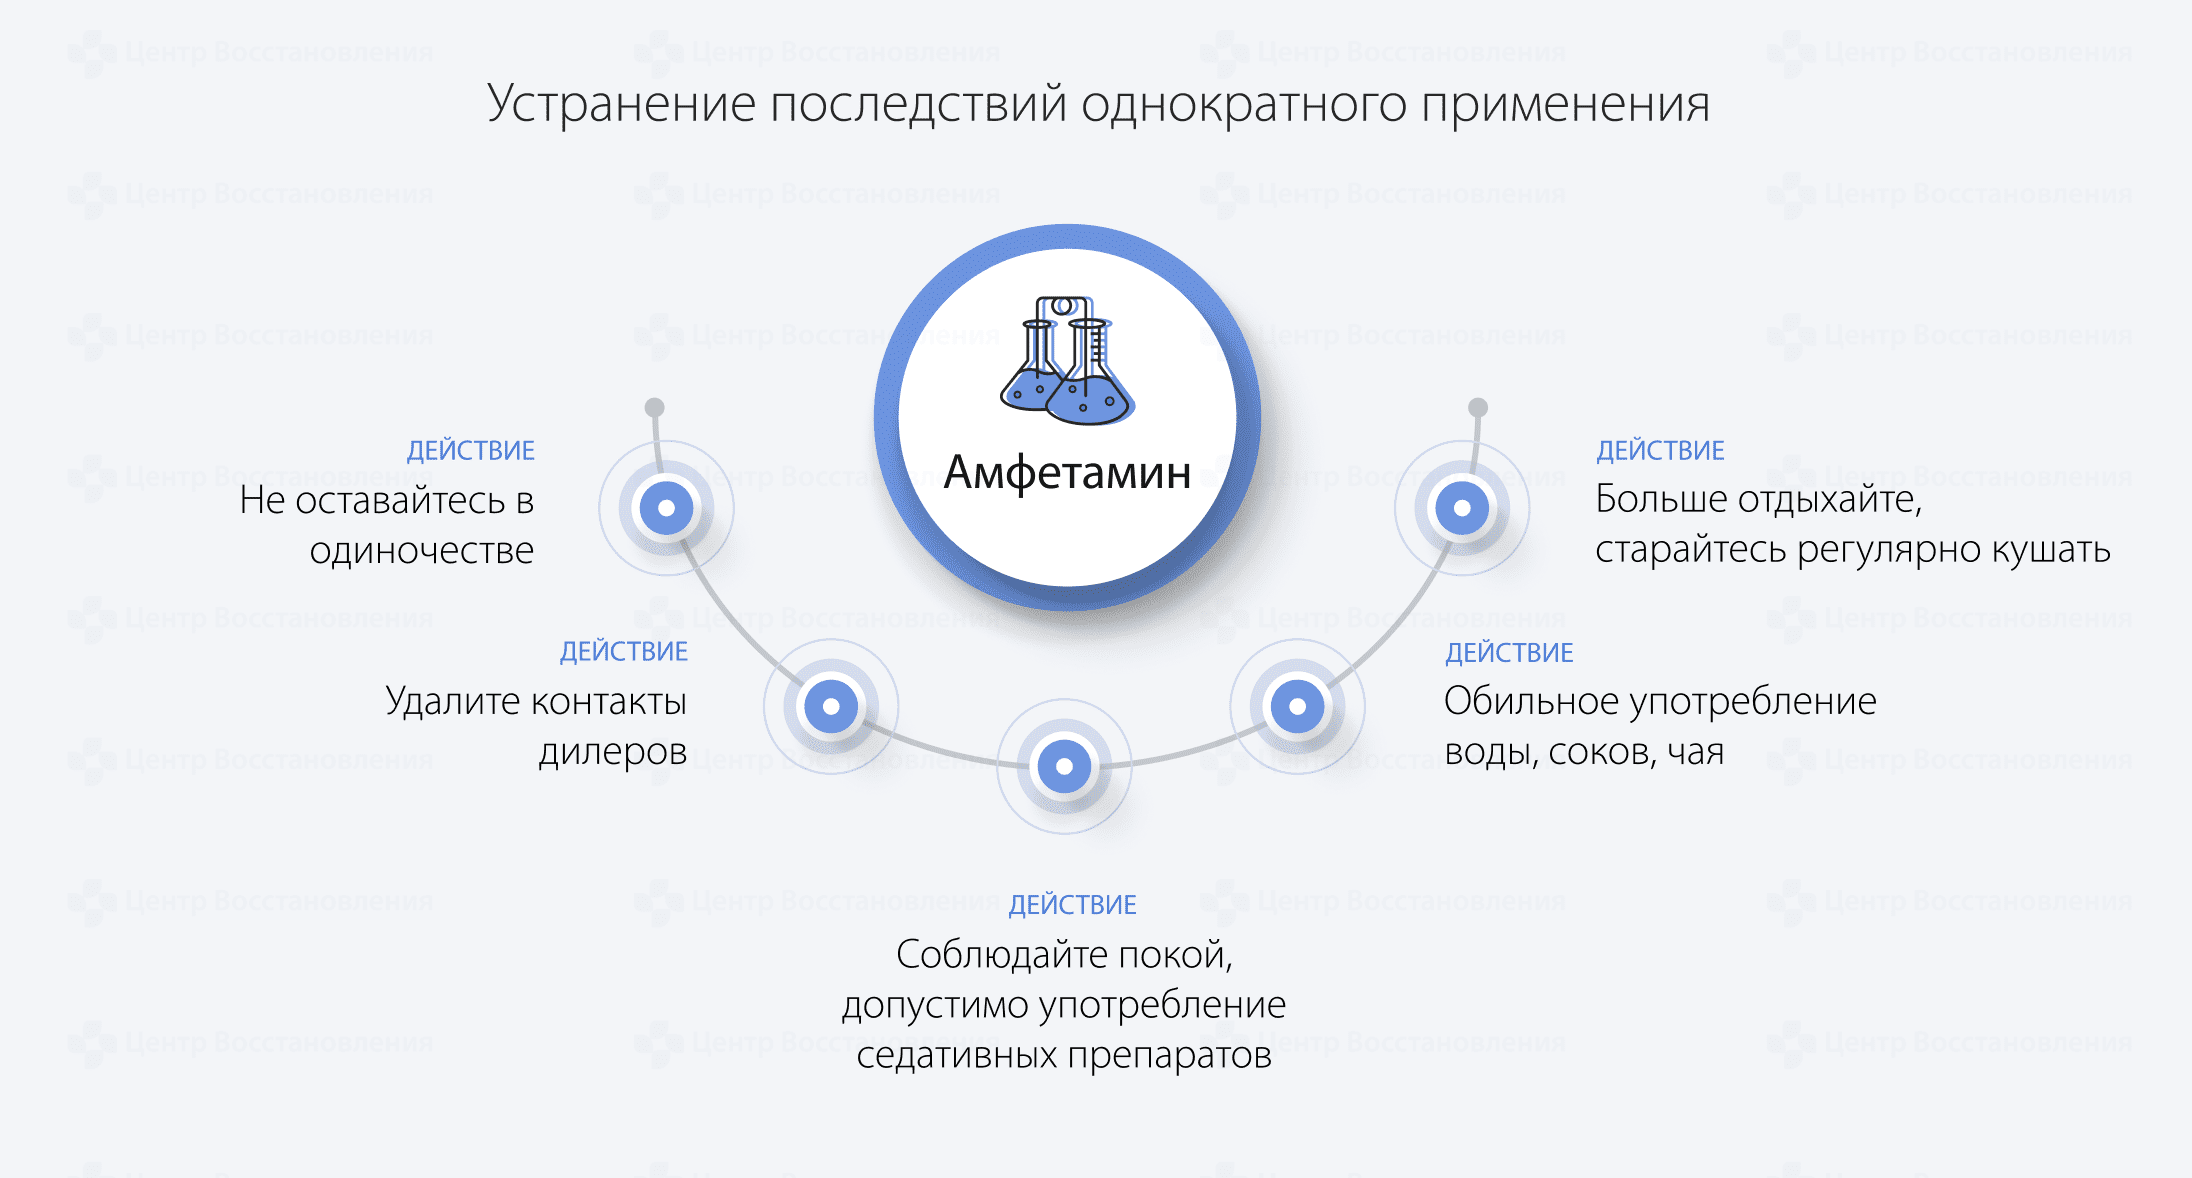 Устранение последствий однократного применения
Амфетамин
ДЕЙСТВИЕ
Не оставайтесь в
одиночестве
ДЕЙСТВИЕ
Удалите контакты
дилеров
ДЕЙСТВИЕ
Соблюдайте покой,
допустимо употребление
седативных препаратов
ДЕЙСТВИЕ
Обильное употребление
воды, соков, чая
ДЕЙСТВИЕ
Больше отдыхайте,
старайтесь регулярно кушать
Центр Восстановления